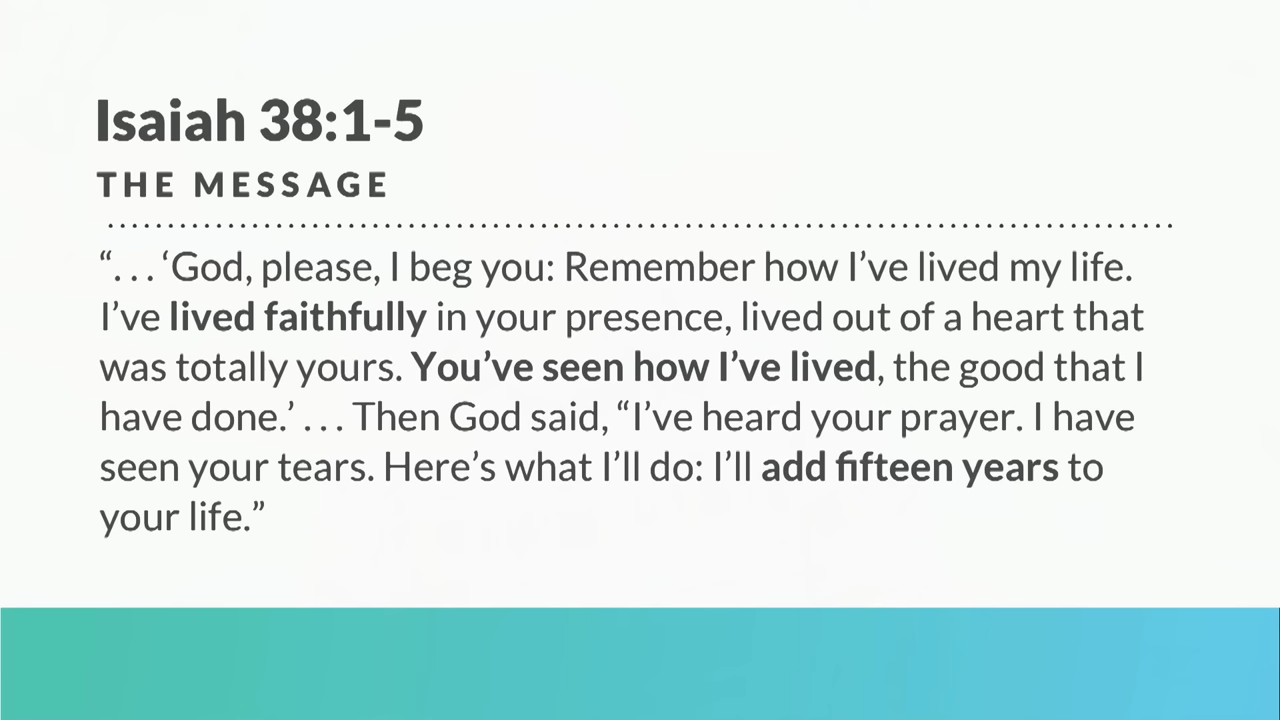 Isaiah 38:1-5
THE MESSAGE
“. . . ‘God, please, I beg you: Remember how I’ve lived my life.
I’ve lived faithfully in your presence, lived out of a heart that
was totally yours. You’ve seen how I’ve lived, the good that I
have done.’ . . . Then God said, “I’ve heard your prayer. I have
seen your tears. Here’s what I’ll do: I’ll add fifteen years to
your life.”